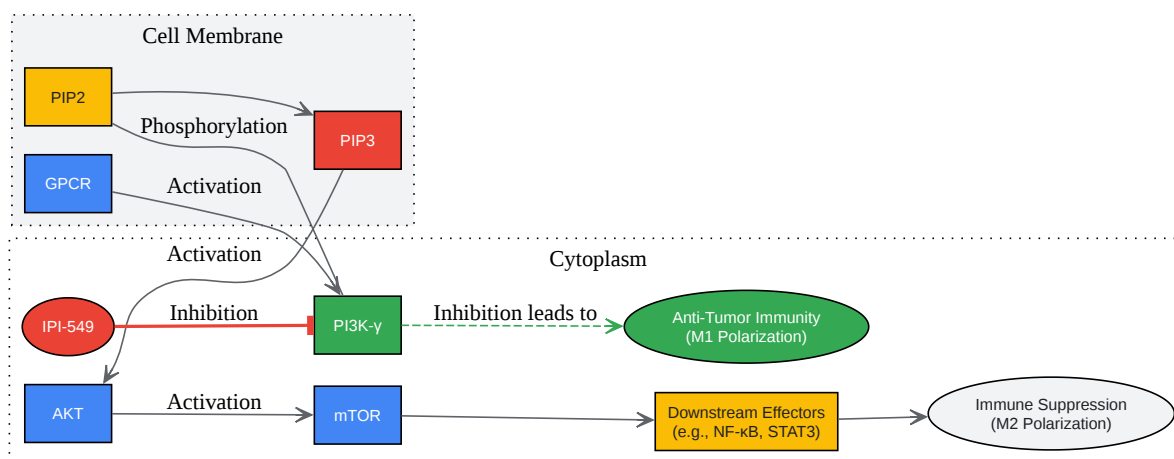 Cell Membrane
PIP2
Phosphorylation
PIP3
GPCR
Activation
Activation
Cytoplasm
IPI-549
Inhibition
PI3K-γ
Inhibition leads to
Anti-Tumor Immunity
(M1 Polarization)
AKT
Activation
mTOR
Downstream Effectors
(e.g., NF-κB, STAT3)
Immune Suppression
(M2 Polarization)